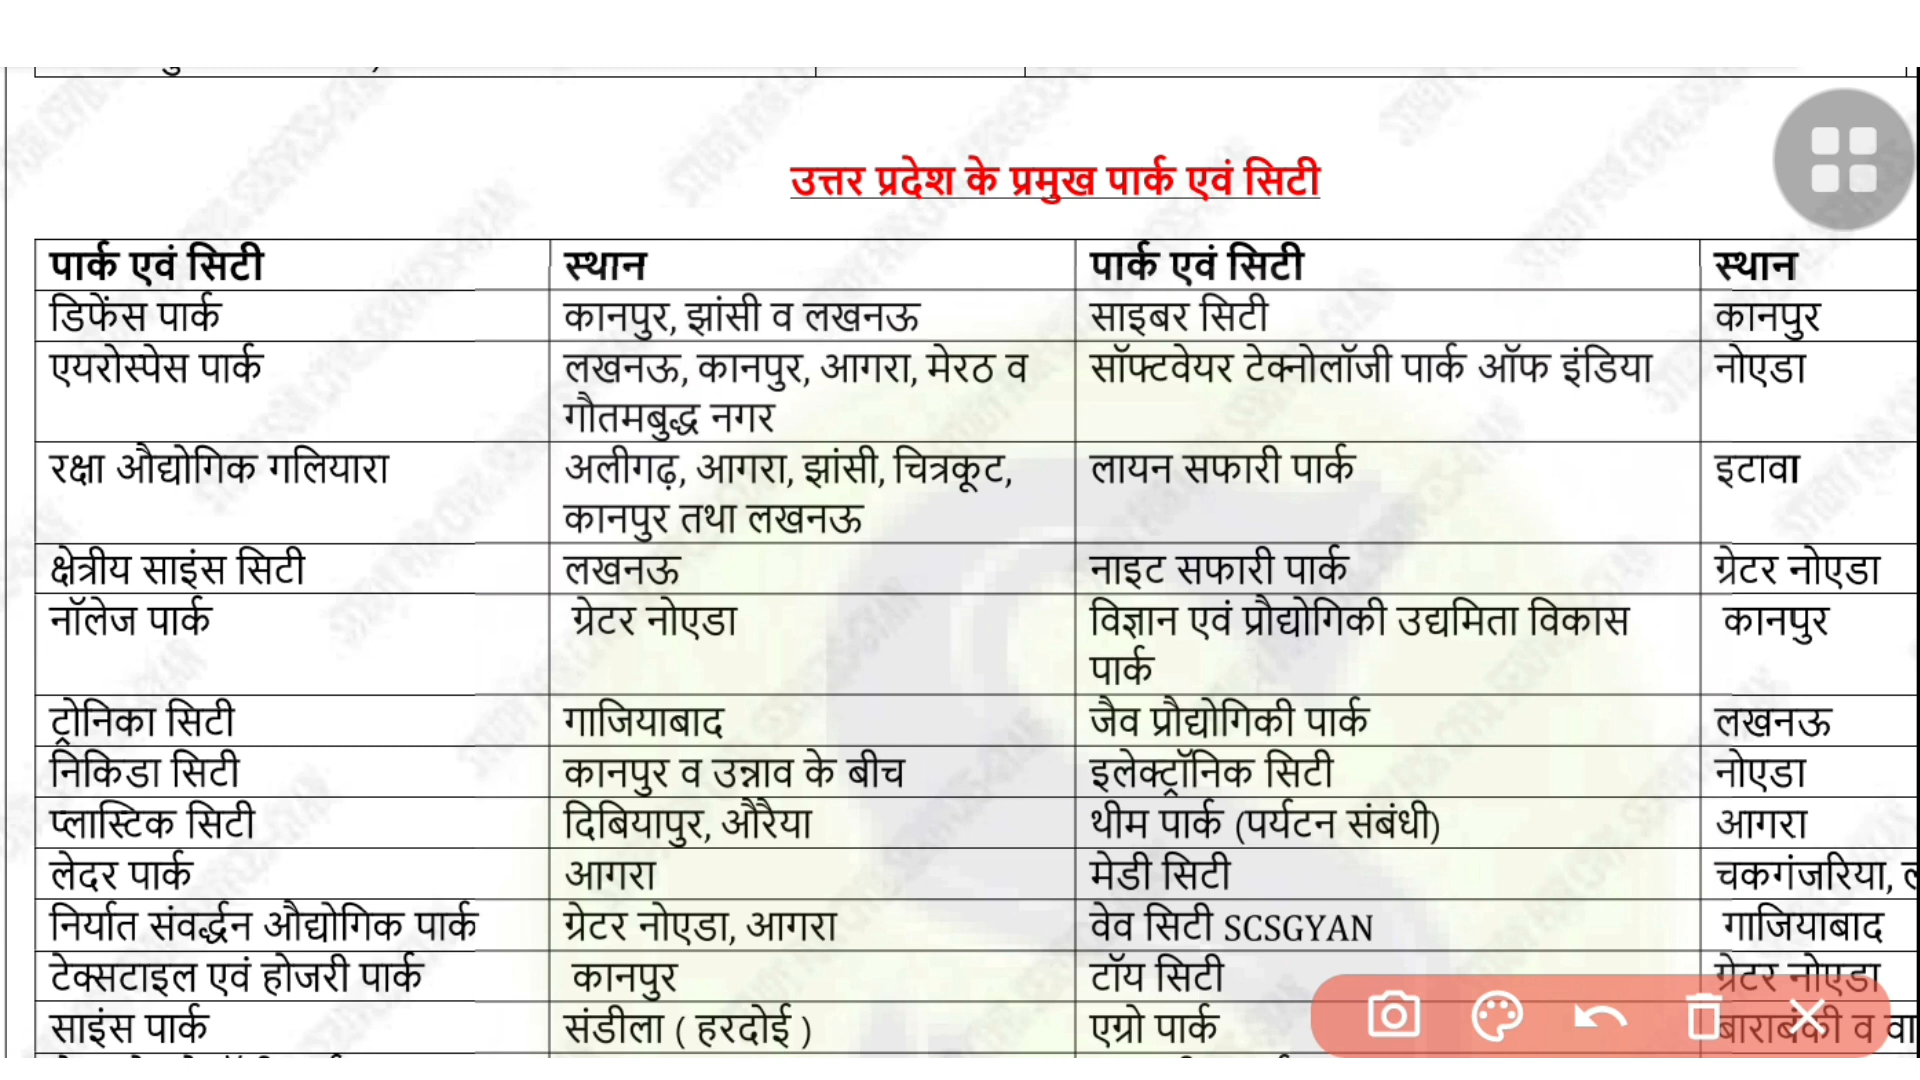 उत्तर प्रदेश के प्रमुख पार्क एवं सिटी
पार्क एवं सिटी स्थान पार्क एवं सिटी स्थान
डिफेंस पार्क कानपुर, झांसी व लखनऊ साइबर सिटी कानपुर
एयरोस्पेस पार्क लखनऊ, कानपुर, आगरा, मेरठ व सॉफ्टवेयर टेक्नोलॉजी पार्क ऑफ इंडिया नोएडा
गौतमबुद्ध नगर
रक्षा औद्योगिक गलियारा अलीगढ़, आगरा, झांसी, चित्रकूट, लायन सफारी पार्क इटावा
कानपुर तथा लखनऊ
क्षेत्रीय साइंस सिटी लखनऊ नाइट सफारी पार्क ग्रेटर नोएडा
नॉलेज पार्क ग्रेटर नोएडा विज्ञान एवं प्रौद्योगिकी उद्यमिता विकास कानपुर
पार्क
ट्रोनिका सिटी गाजियाबाद जैव प्रौद्योगिकी पार्क लखनऊ
निकिडा सिटी कानपुर व उन्नाव के बीच इलेक्ट्रॉनिक सिटी नोएडा
प्लास्टिक सिटी दिबियापुर, औरैया थीम पार्क (पर्यटन संबंधी) आगरा
लेदर पार्क आगरा मेडी सिटी चकगंजरिया,
निर्यात संवर्द्धन औद्योगिक पार्क ग्रेटर नोएडा, आगरा वेव सिटी SCSGYAN गाजियाबाद
टेक्सटाइल एवं होजरी पार्क कानपुर टॉय सिटी ग्रेटर नोएडा
साइंस पार्क संडीला ( हरदोई ) एग्रो पार्क बाराबंकी व